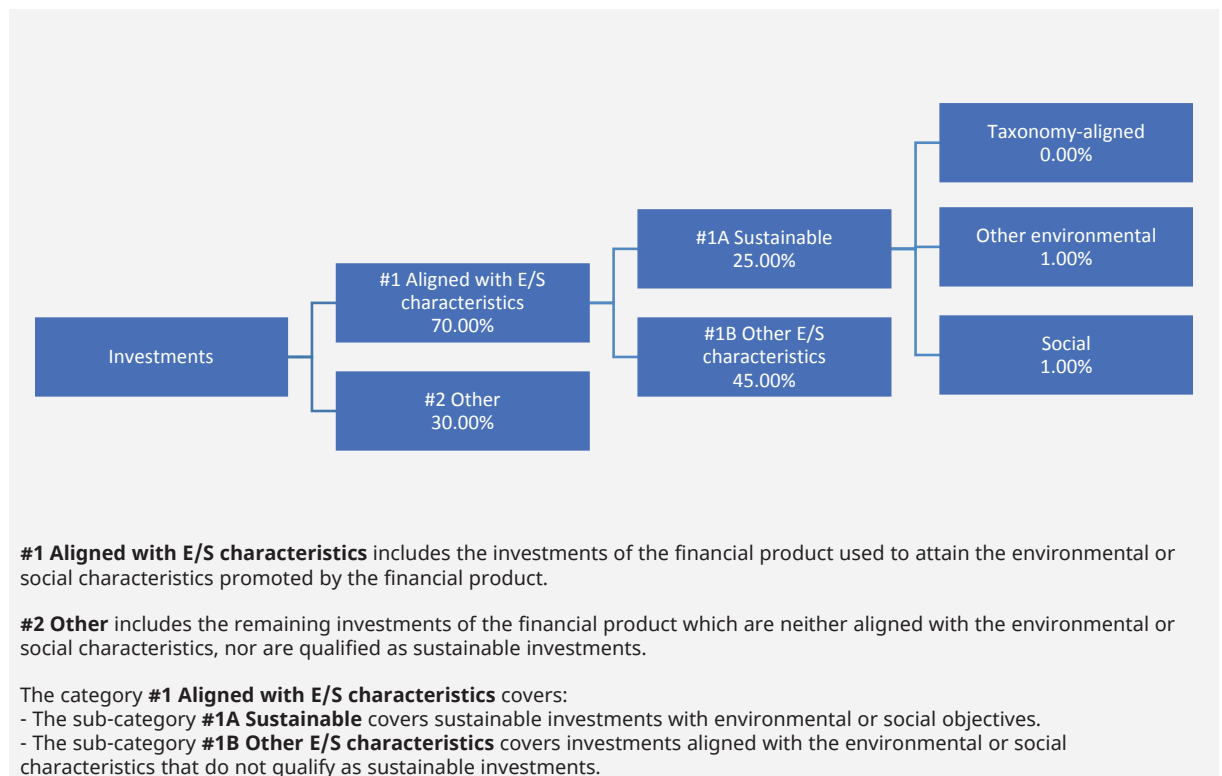 Investments
#1 Aligned with E/S
characteristics
70.00%
#2 Other
30.00%
#1A Sustainable
25.00%
#1B Other E/S
characteristics
45.00%
Taxonomy-aligned
0.00%
Other environmental
1.00%
Social
1.00%
#1 Aligned with E/S characteristics includes the investments of the financial product used to attain the environmental or
social characteristics promoted by the financial product.
#2 Other includes the remaining investments of the financial product which are neither aligned with the environmental or
social characteristics, nor are qualified as sustainable investments.
The category #1 Aligned with E/S characteristics covers:
- The sub-category #1A Sustainable covers sustainable investments with environmental or social objectives.
- The sub-category #1B Other E/S characteristics covers investments aligned with the environmental or social
characteristics that do not qualify as sustainable investments.